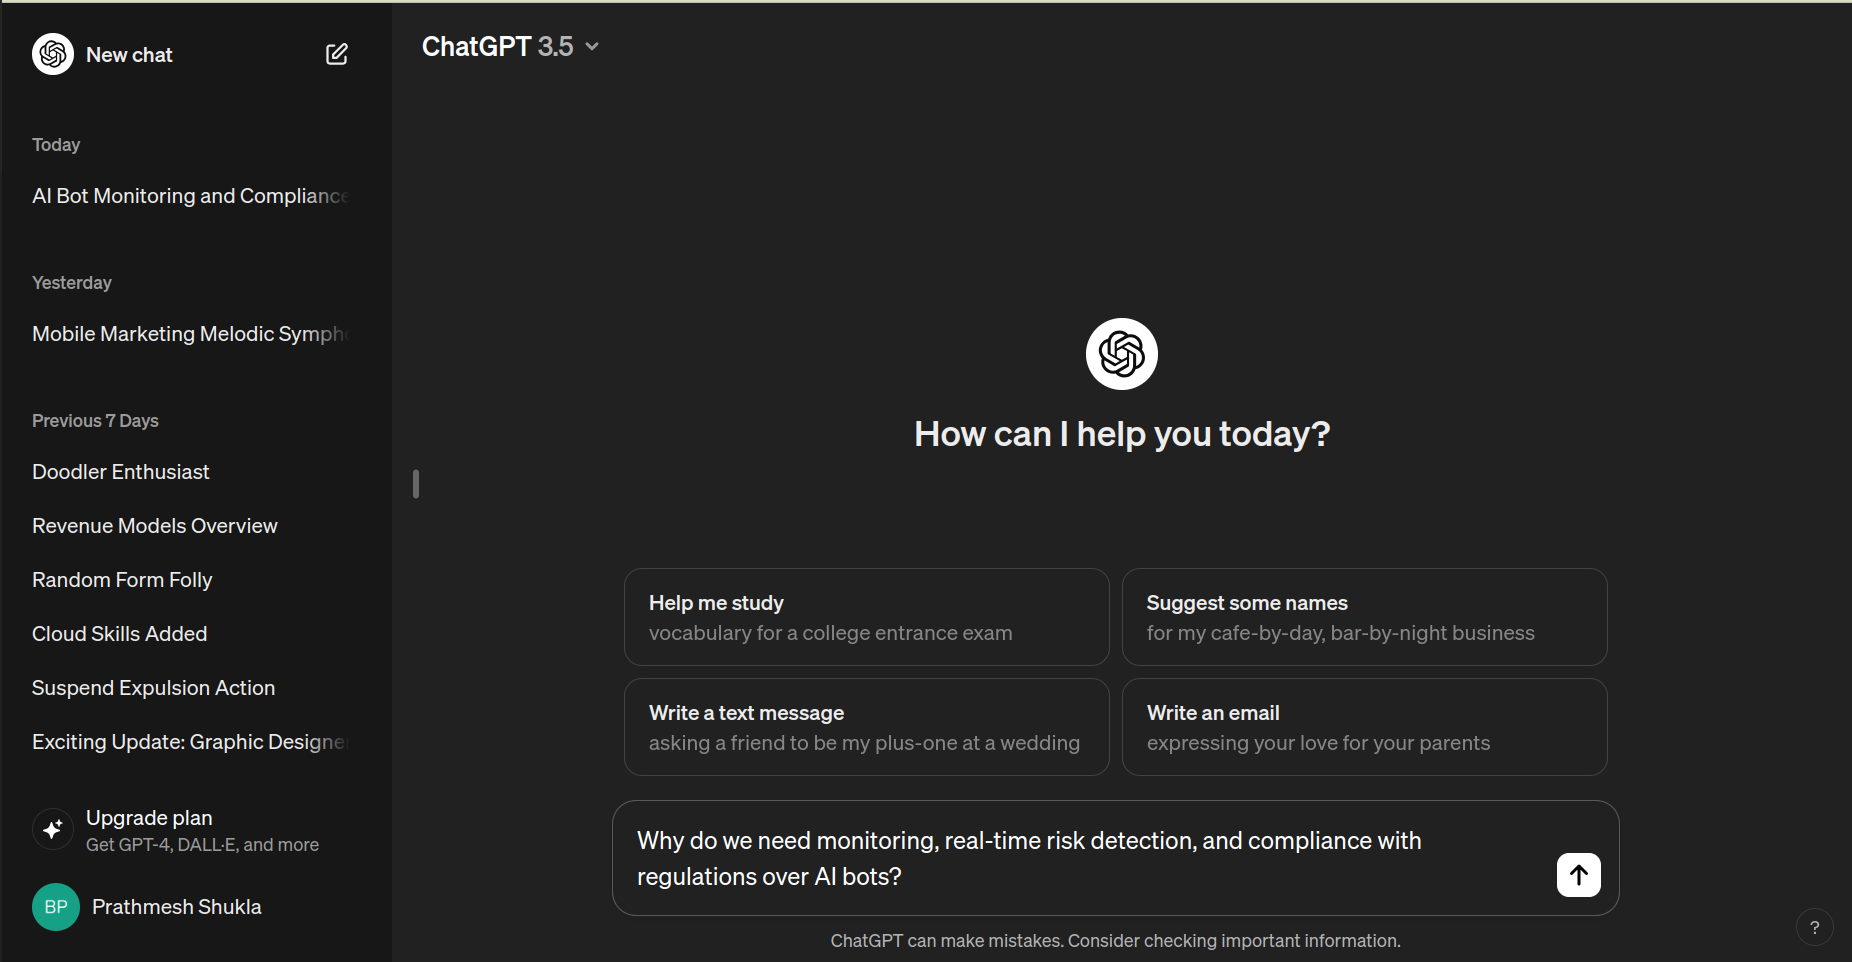 New chat
Today
AI Bot Monitoring and Compliance
Yesterday
Mobile Marketing Melodic Sympho
Previous 7 Days
Doodler Enthusiast
Revenue Models Overview
Random Form Folly
Cloud Skills Added
Suspend Expulsion Action
Exciting Update: Graphic Designer
Upgrade plan
Get GPT-4, DALL·E, and more
BP
Prathmesh Shukla
ChatGPT 3.5
How can I help you today?
Help me study
vocabulary for a college entrance exam
Suggest some names
for my cafe-by-day, bar-by-night business
Write a text message
asking a friend to be my plus-one at a wedding
Write an email
expressing your love for your parents
Why do we need monitoring, real-time risk detection, and compliance with
regulations over AI bots?
ChatGPT can make mistakes. Consider checking important information.
?